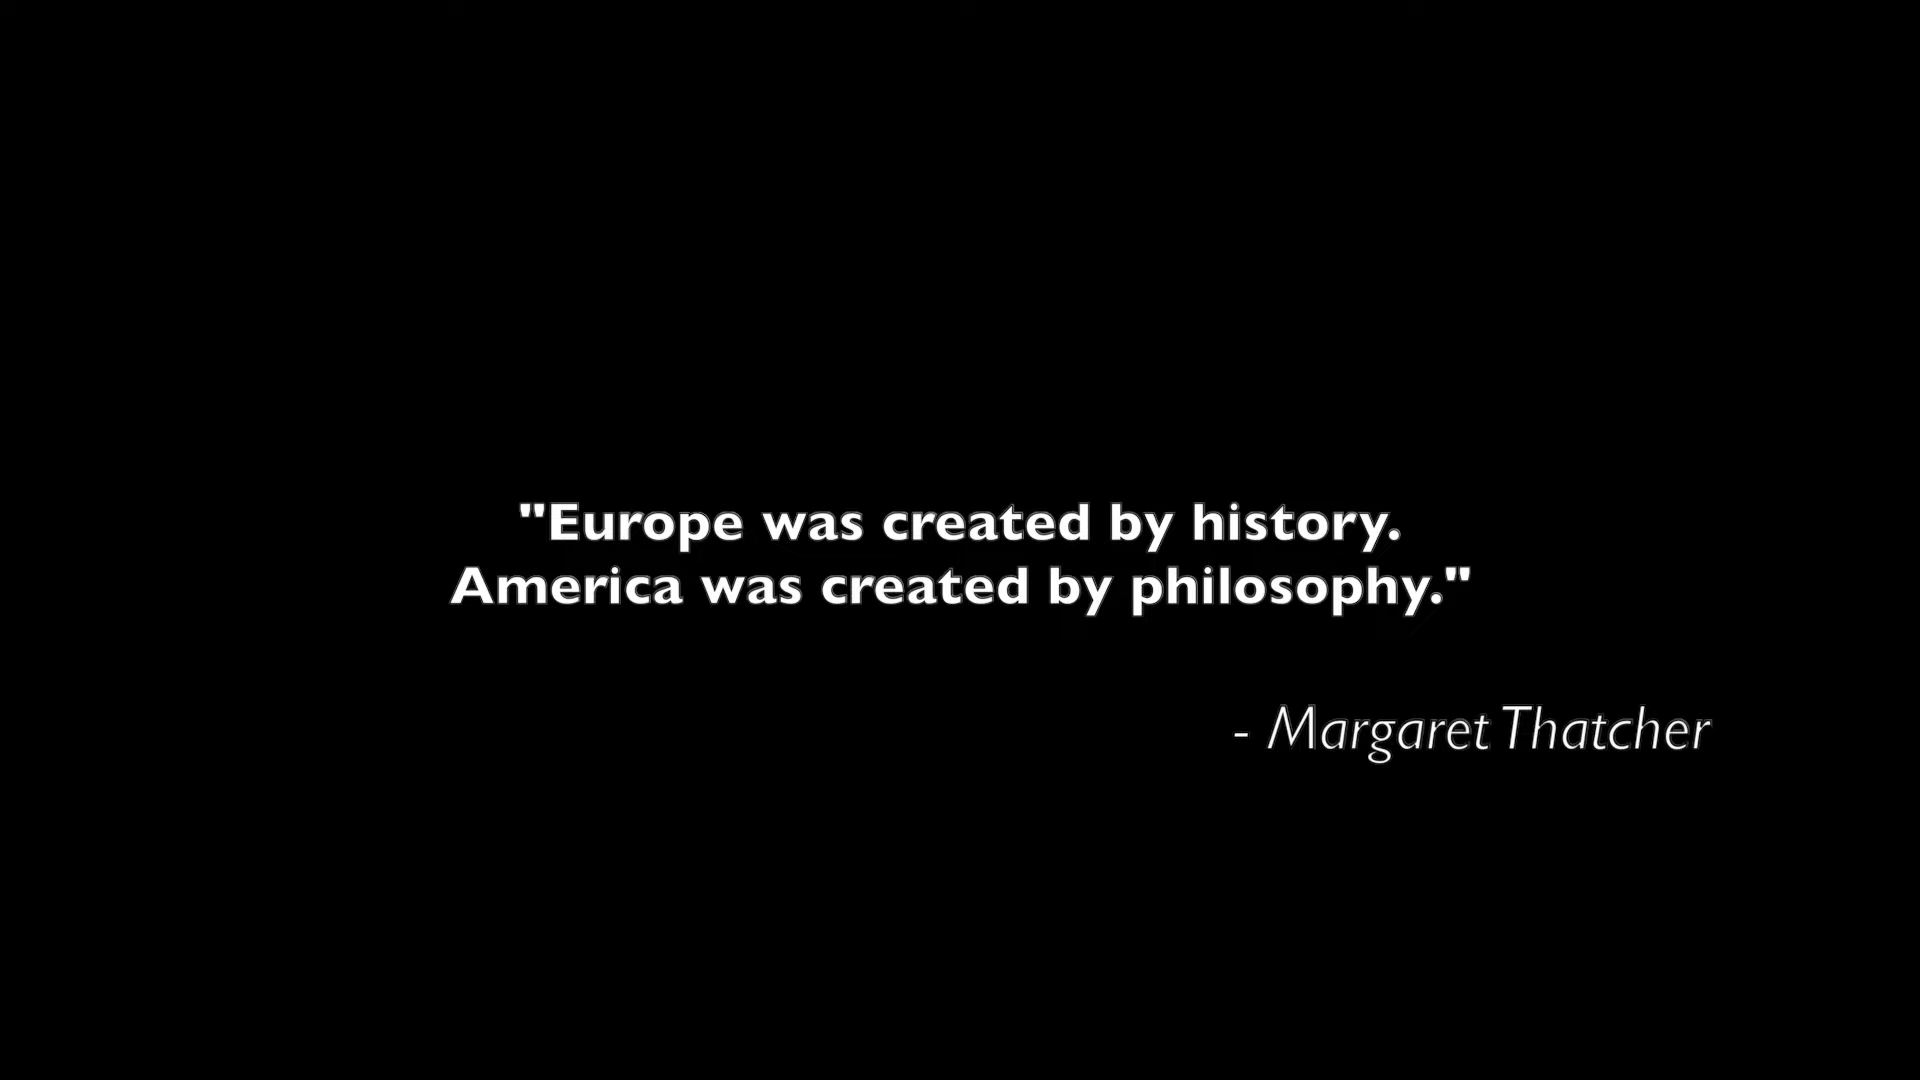 "Europe was created by history.
America was created by philosophy."
- Margaret Thatcher